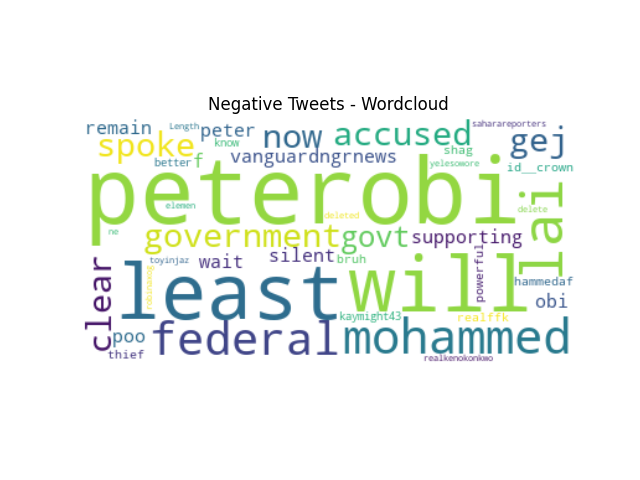 Negative Tweets - Wordcloud
remain
Length
peter
know
now
accused
saharareporters
gej
spoke
better
f
vanguardngrnews
shag
yelesowore
id__crown
peterobi
lai
elemen
deleted
delete
ne
government
govt
supporting
clear
toyinjaz
wait
silent
bruh
powerful
hammedaf
robinawog
least
will
obi
kaymight43
realffk
poo
federal
mohammed
thief
realkenokonkwo